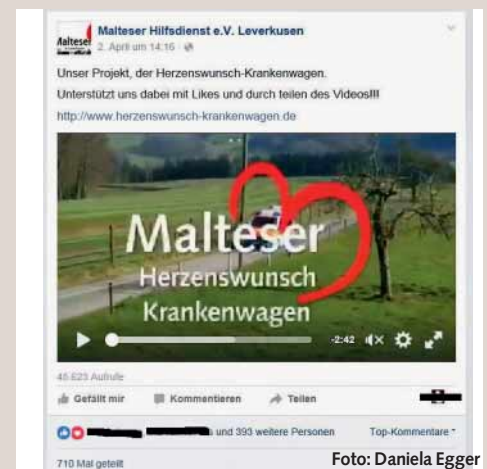 Malteser Hilfsdienst e.V. Leverkusen
Malteser
2. April um 14:16
Unser Projekt, der Herzenswunsch-Krankenwagen.
Unterstützt uns dabei mit Likes und durch teilen des Videos!!!
http://www.herzenswunsch-krankenwagen.de
Malteser
Herzenswunsch
Krankenwagen
-2:42
Aufrufe
Gefällt mir Kommentieren Teilen
und 393 weitere Personen Top-Kommentare
710 Mal geteilt
Foto: Daniela Egger